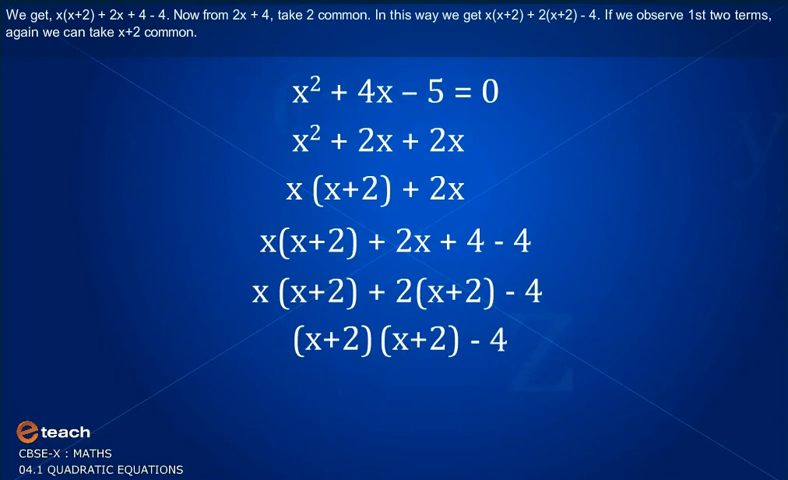 We get, x(x+2) + 2x + 4 - 4. Now from 2x + 4, take 2 common. In this way we get x(x+2) + 2(x+2) - 4. If we observe 1st two terms,
again we can take x+2 common.
x² + 4x – 5 = 0
x² + 2x + 2x
x (x+2) + 2x
x(x+2) + 2x + 4 - 4
x (x+2) + 2(x+2) - 4
(x+2) (x+2) - 4
e teach
CBSE-X : MATHS
04.1 QUADRATIC EQUATIONS